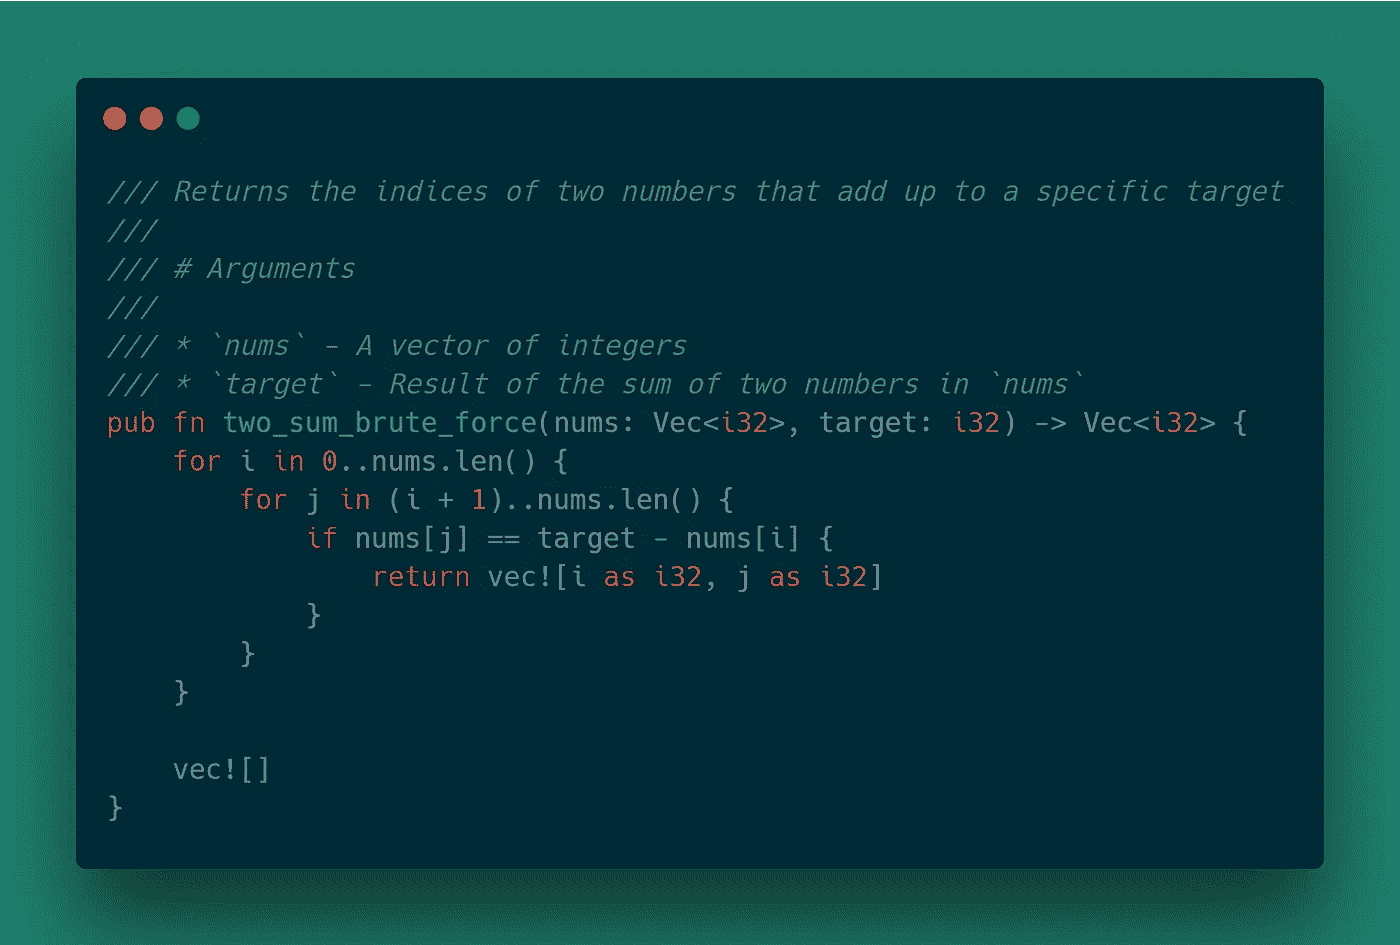 /// Returns the indices of two numbers that add up to a specific target
///
/// # Arguments
///
/// * `nums` - A vector of integers
/// * `target` - Result of the sum of two numbers in `nums`
pub fn two_sum_brute_force(nums: Vec<i32>, target: i32) -> Vec<i32> {
    for i in 0..nums.len() {
        for j in (i + 1)..nums.len() {
            if nums[j] == target - nums[i] {
                return vec![i as i32, j as i32]
            }
        }
    }

    vec![]
}